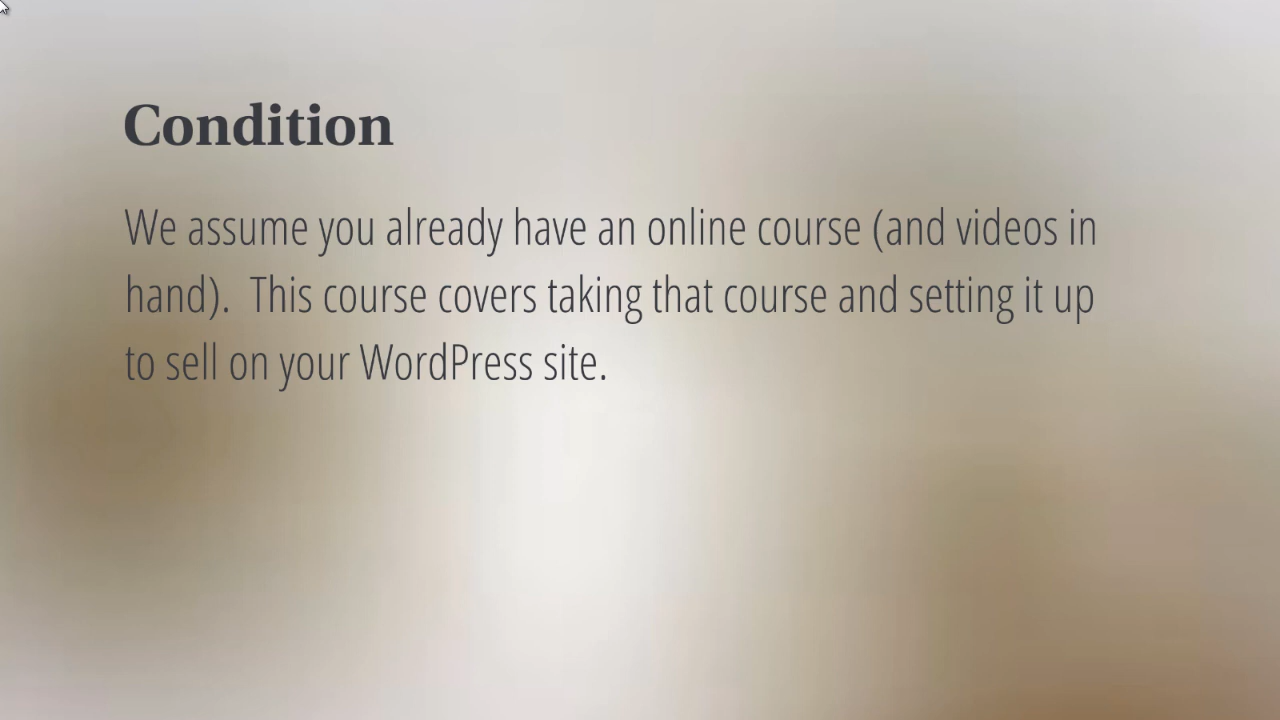 Condition
We assume you already have an online course (and videos in
hand).  This course covers taking that course and setting it up
to sell on your WordPress site.